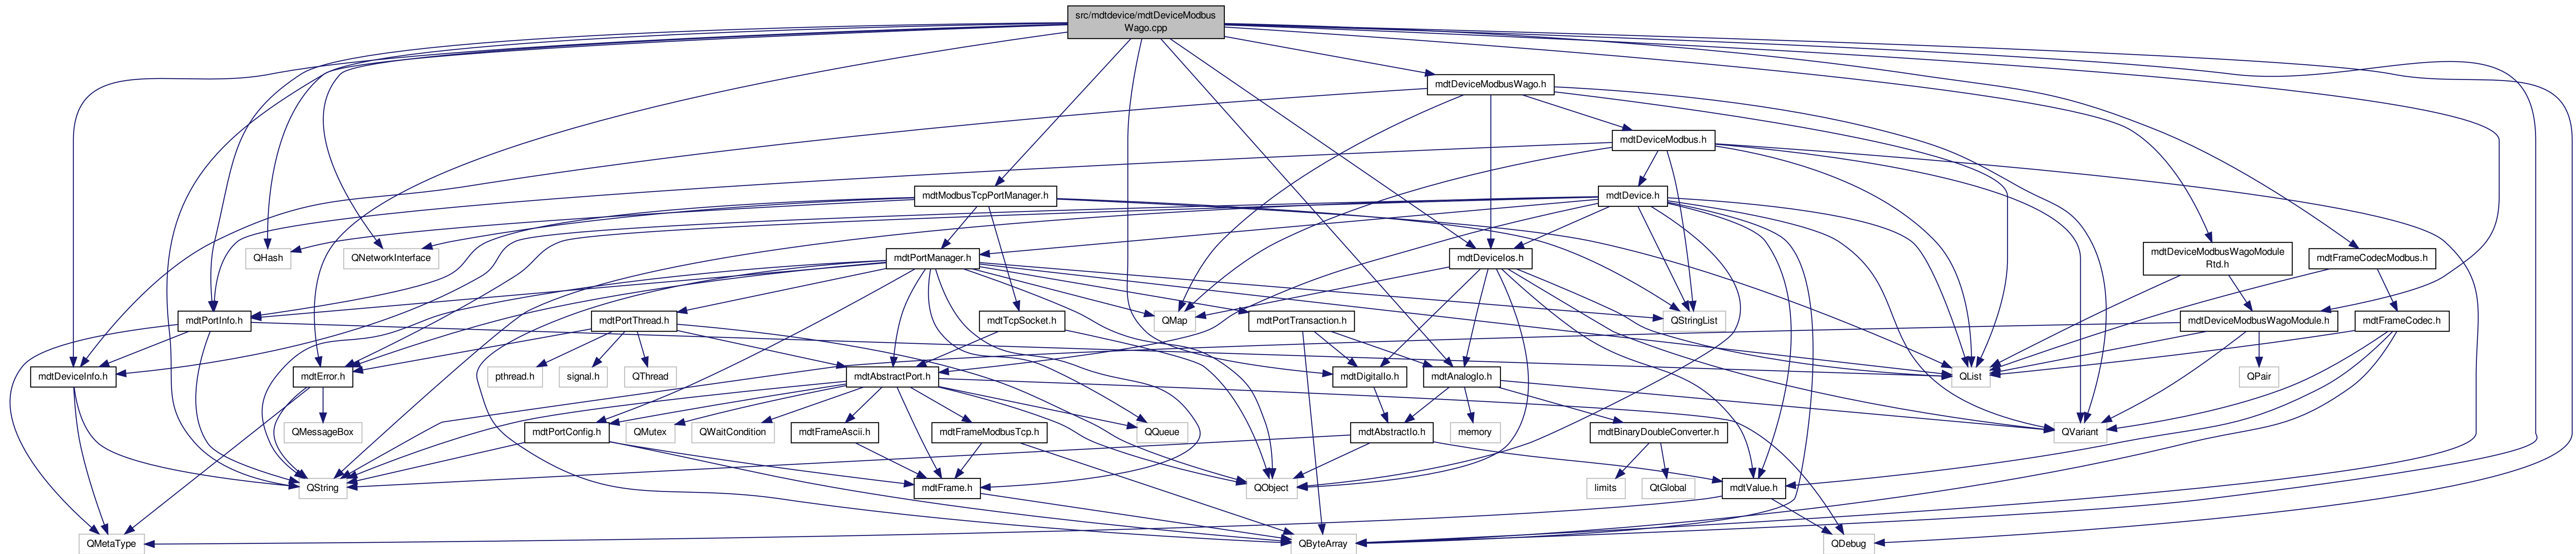 src/mdtdevice/mdtDeviceModbus
Wago.cpp
mdtDeviceModbusWago.h
mdtDeviceModbus.h
mdtModbusTcpPortManager.h
mdtDevice.h
QHash
QNetworkInterface
mdtPortManager.h
mdtDeviceIos.h
mdtDeviceModbusWagoModule
Rtd.h
mdtFrameCodecModbus.h
mdtPortInfo.h
mdtPortThread.h
mdtTcpSocket.h
QMap
mdtPortTransaction.h
QStringList
mdtDeviceModbusWagoModule.h
mdtFrameCodec.h
mdtDeviceInfo.h
mdtError.h
pthread.h
signal.h
QThread
mdtAbstractPort.h
mdtDigitalIo.h
mdtAnalogIo.h
QList
QPair
QMessageBox
mdtPortConfig.h
QMutex
QWaitCondition
mdtFrameAscii.h
mdtFrameModbusTcp.h
QQueue
mdtAbstractIo.h
memory
mdtBinaryDoubleConverter.h
QVariant
QString
mdtFrame.h
QObject
limits
QtGlobal
mdtValue.h
QMetaType
QByteArray
QDebug